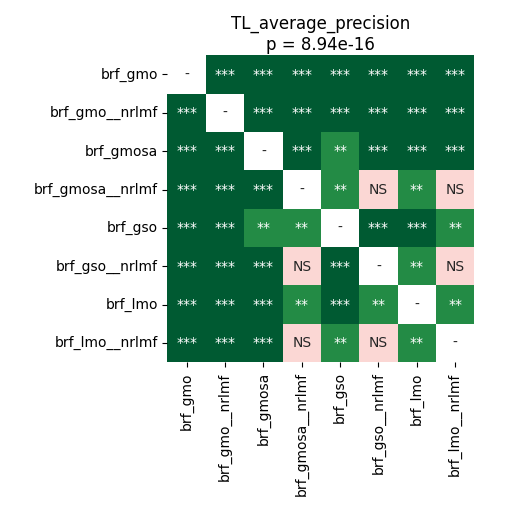 TL_average_precision
p = 8.94e-16
brf_gmo - *** *** *** *** *** *** ***
brf_gmo__nrlmf *** - *** *** *** *** *** ***
brf_gmosa *** *** - *** ** *** *** ***
brf_gmosa__nrlmf *** *** *** - ** NS ** NS
brf_gso *** *** ** ** - *** *** **
brf_gso__nrlmf *** *** *** NS *** - ** NS
brf_lmo *** *** *** ** *** ** - **
brf_lmo__nrlmf *** *** *** NS ** NS ** -
brf_gmo
brf_gmo__nrlmf
brf_gmosa
brf_gmosa__nrlmf
brf_gso
brf_gso__nrlmf
brf_lmo
brf_lmo__nrlmf